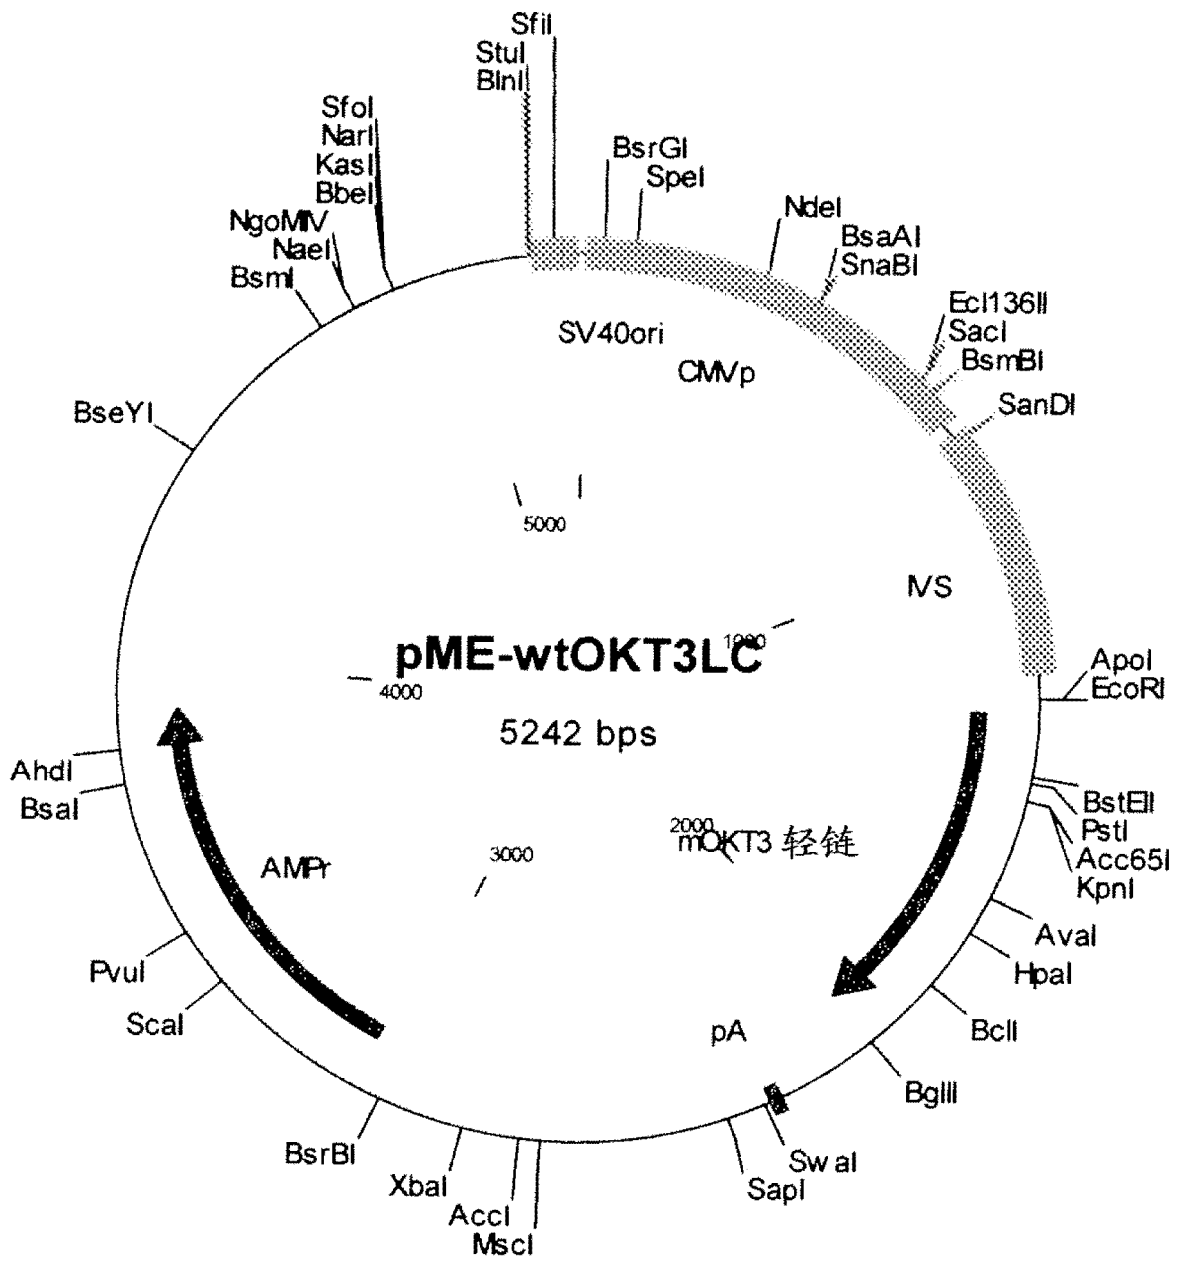 SfiI
StuI
BlnI
SfoI
NarI
KasI
BbeI
NgoMIV
NaeI
BsmI
BsrGI
SpeI
NdeI
BsaAI
SnaBI
Ecl136II
SacI
BsmBI
SanDI
SV40ori
CMVp
BseYI
5000
IVS
1000
pME-wtOKT3LC
4000
5242 bps
ApoI
EcoRI
AhdI
BsaI
BstEII
PstI
Acc65I
KpnI
2000
mOKT3 轻链
3000
AMPr
AvaI
HpaI
PvuI
ScaI
BclI
pA
BglII
BsrBI
XbaI
AccI
MscI
SwaI
SapI